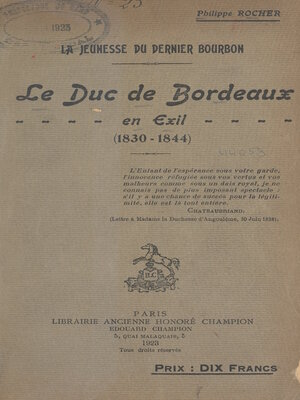 1923
Philippe ROCHER
LA JEUNESSE DU DERNIER BOURBON
Le Duc de Bordeaux
en Exil
(1830-1844)
L'Enfant de l'espérance sous votre garde,
l'innocence réfugiée sous vos vertus et vos
malheurs comme sous un dais royal, je ne
connais pas de plus imposant spectacle :
s'il y a une chance de succès pour la légiti-
mité, elle est là tout entière.
CHATEAUBRIAND.
(Lettre à Madame la Duchesse d'Angoulême, 30 Juin 1833).
PARIS
LIBRAIRIE ANCIENNE HONORÉ CHAMPION
EDOUARD CHAMPION
5, QUAI MALAQUAIS, 5
1923
Tous droits réservés
PRIX : DIX FRANCS